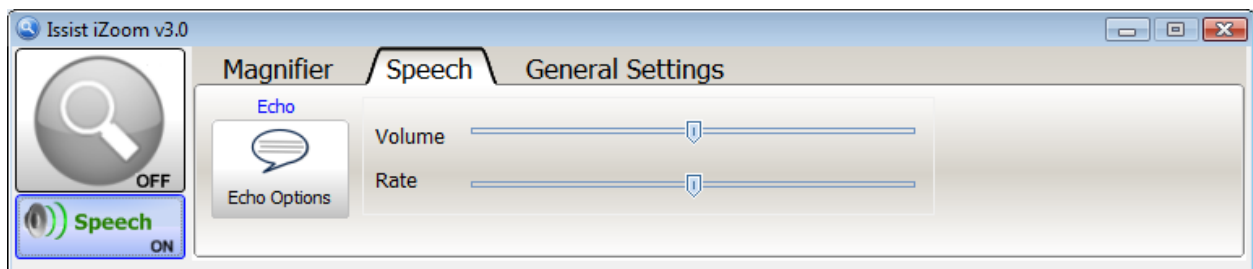 Issist iZoom v3.0
OFF
Speech
ON
Magnifier Speech General Settings
Echo
Echo Options
Volume
Rate